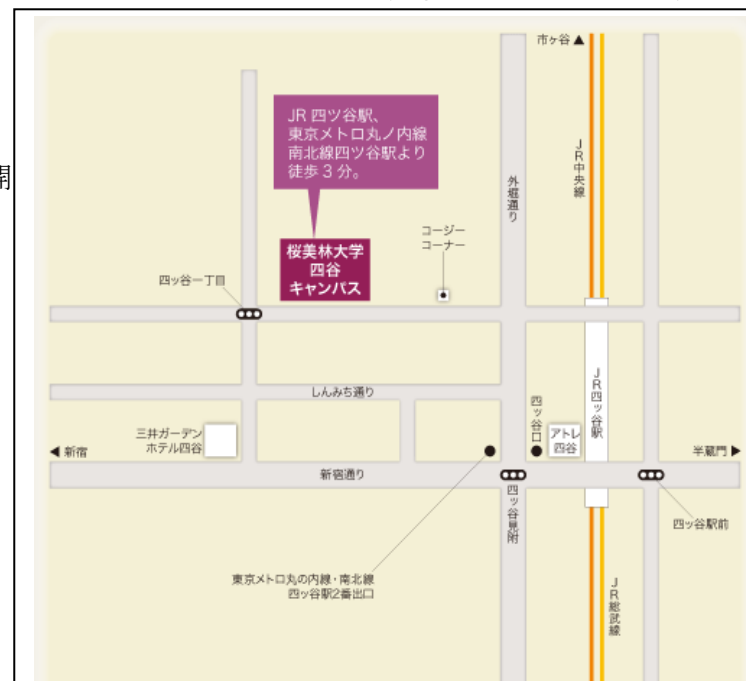 市ヶ谷▲
JR 四ツ谷駅、
東京メトロ丸ノ内線
南北線四ツ谷駅より
徒歩 3 分。
JR中央線
開
外堀通り
コージー
コーナー
桜美林大学
四谷
キャンパス
四ッ谷一丁目
JR四ッ谷駅
しんみち通り
四ッ谷口
アトレ
四谷
三井ガーデン
ホテル四谷
◀ 新宿
半蔵門 ▶
新宿通り
四ッ谷見附
四ッ谷駅前
東京メトロ丸の内線・南北線
四ッ谷駅2番出口
JR総武線